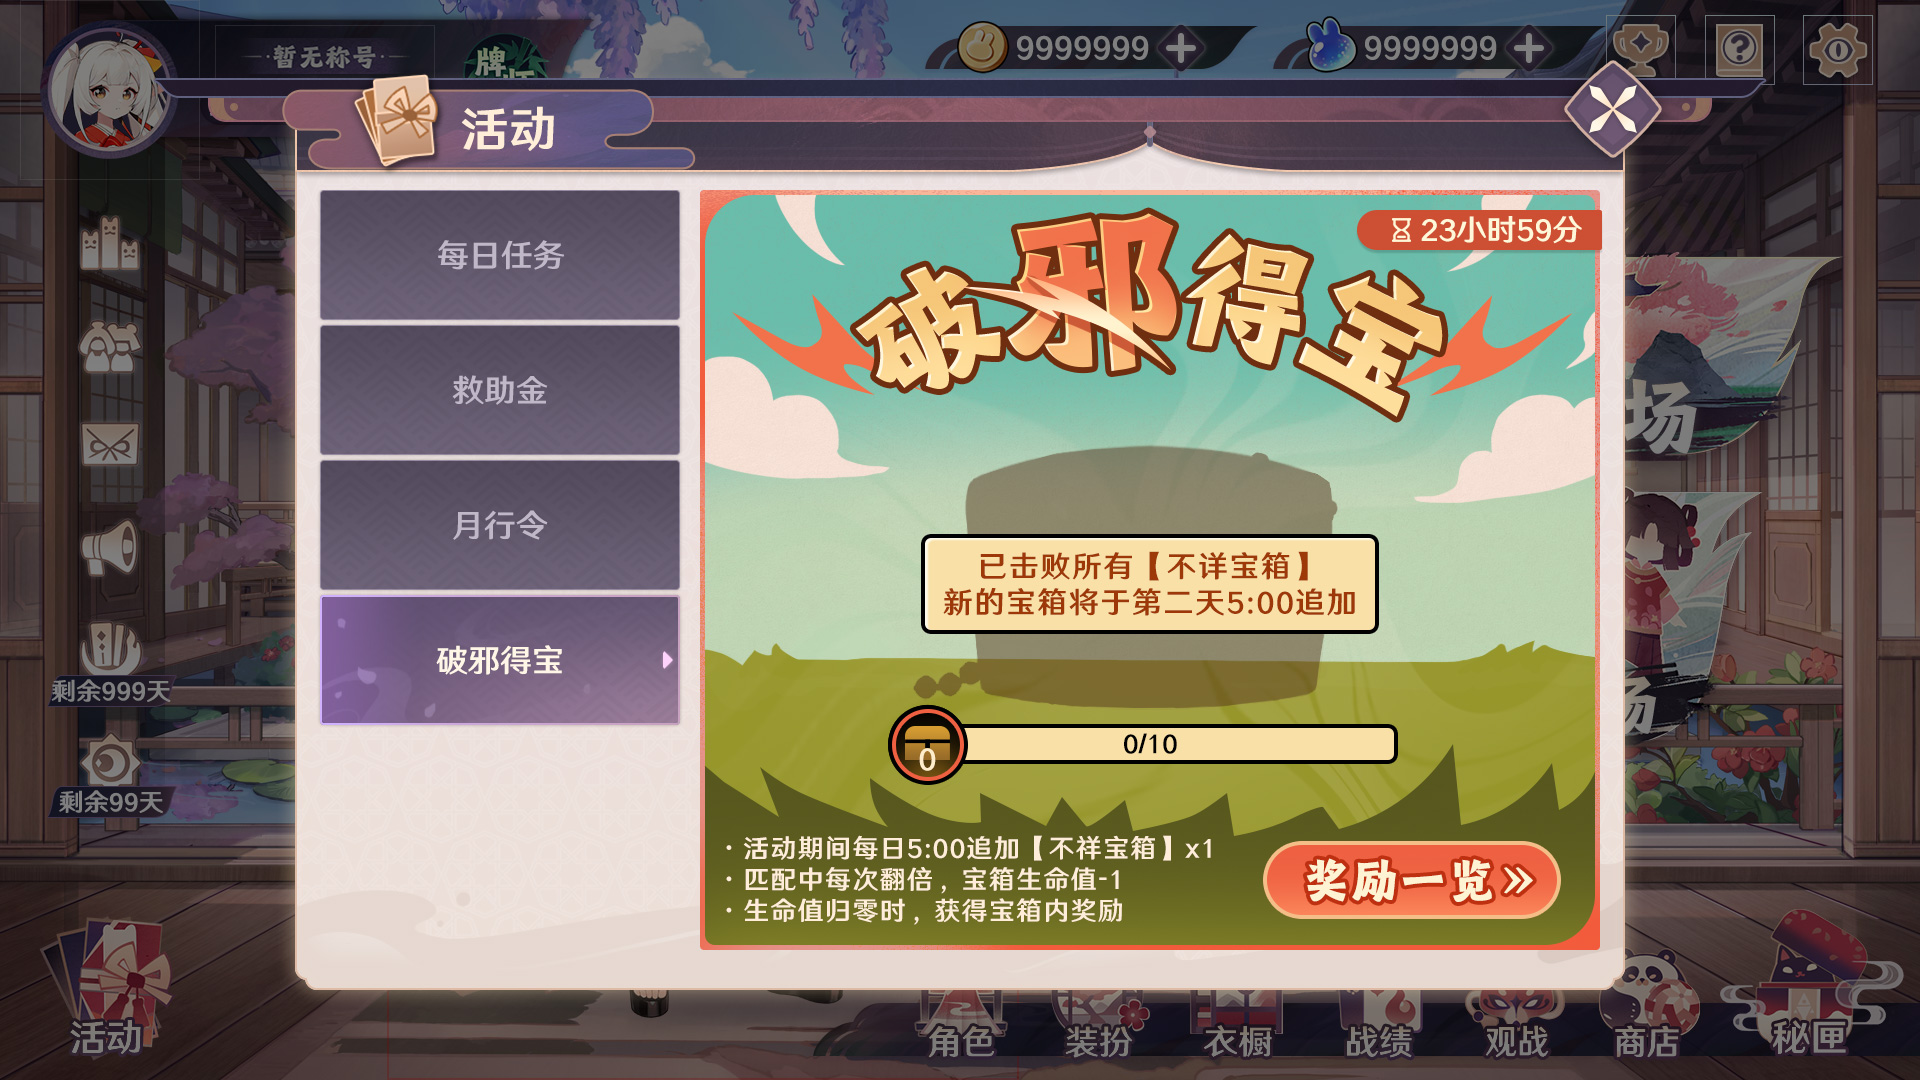 暂无称号
牌
9999999
9999999
活动
每日任务
救助金
月行令
破邪得宝
23小时59分
破邪得宝
已击败所有【不详宝箱】
新的宝箱将于第二天5:00追加
0
0/10
· 活动期间每日5:00追加【不祥宝箱】x1
· 匹配中每次翻倍，宝箱生命值-1
· 生命值归零时，获得宝箱内奖励
奖励一览
场
场
剩余999天
剩余99天
活动
角色
装扮
衣橱
战绩
观战
商店
秘匣